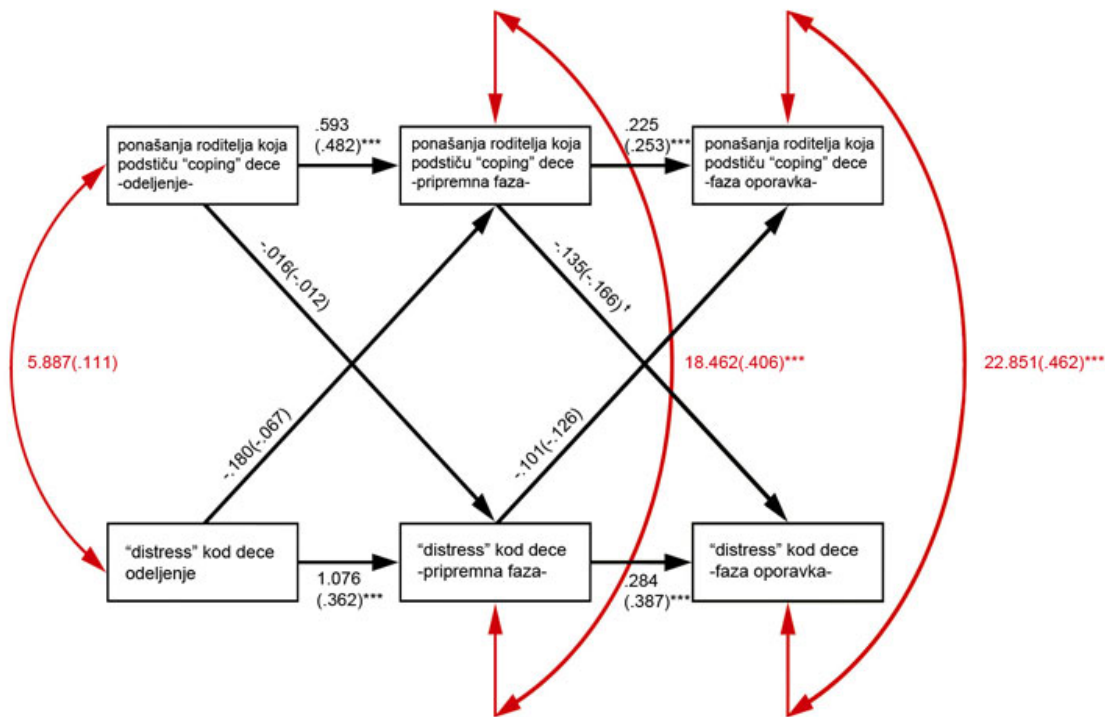 .593
(.482)***
.225
(.253)***
ponašanja roditelja koja
podstiču “coping” dece
-odeljenje-
ponašanja roditelja koja
podstiču “coping” dece
-pripremna faza-
ponašanja roditelja koja
podstiču “coping” dece
-faza oporavka-
-.016(-.012)
-.135(-.166)†
5.887(.111)
18.462(.406)***
22.851(.462)***
-.180(-.067)
-.101(-.126)
“distress” kod dece
odeljenje
“distress” kod dece
-pripremna faza-
“distress” kod dece
-faza oporavka-
1.076
(.362)***
.284
(.387)***